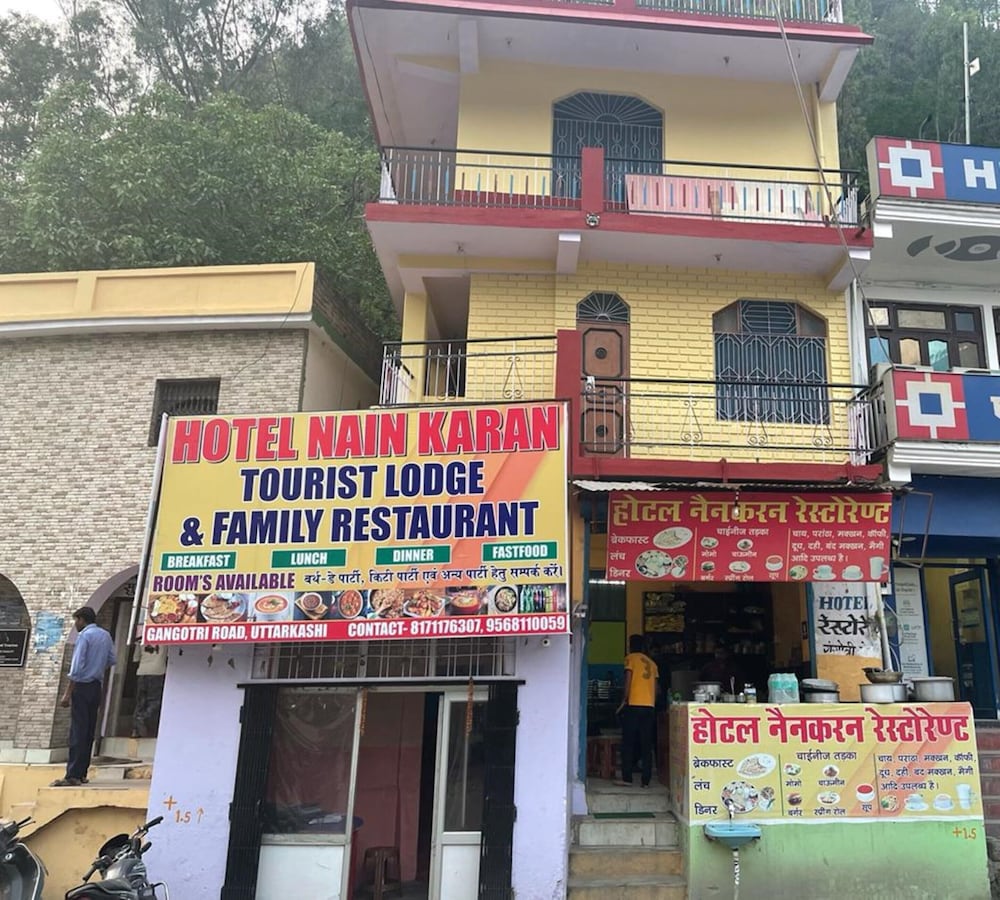 HOTEL NAIN KARAN
TOURIST LODGE
& FAMILY RESTAURANT
BREAKFAST LUNCH DINNER FASTFOOD
ROOM'S AVAILABLE बर्थ-डे पार्टी, किटी पार्टी एवं अन्य पार्टी हेतु सम्पर्क करें।
GANGOTRI ROAD, UTTARKASHI CONTACT- 8171176307, 9568110059
होटल नैनकरन रेस्टोरेण्ट
ब्रेकफास्ट
लंच
डिनर
चाईनीज तड़का
मोमो चाऊमीन
बर्गर स्प्रींग रोल
चाय, पराठा, मक्खन, कॉफी,
दूध, दही, बंद मक्खन, मैगी
आदि उपलब्ध है।
सूप
HOTEL
रेस्टोरे
गंगोत्री
होटल नैनकरन रेस्टोरेण्ट
ब्रेकफास्ट
लंच
डिनर
चाईनीज तड़का
मोमो चाऊमीन
बर्गर स्प्रींग रोल
चाय, पराठा, मक्खन, कॉफी,
दूध, दही, बंद मक्खन, मैगी
आदि उपलब्ध है।
सूप
H
+ 1.5 ↑
+1.5